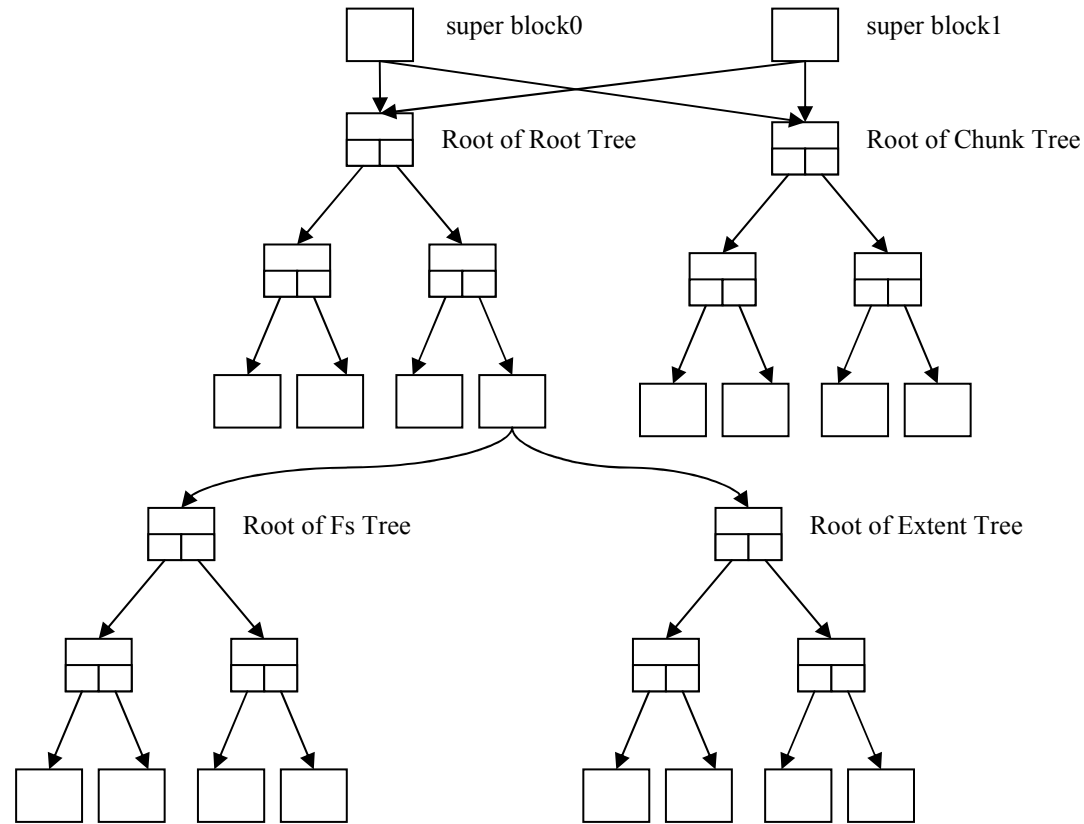 super block0
super block1
Root of Root Tree
Root of Chunk Tree
Root of Fs Tree
Root of Extent Tree